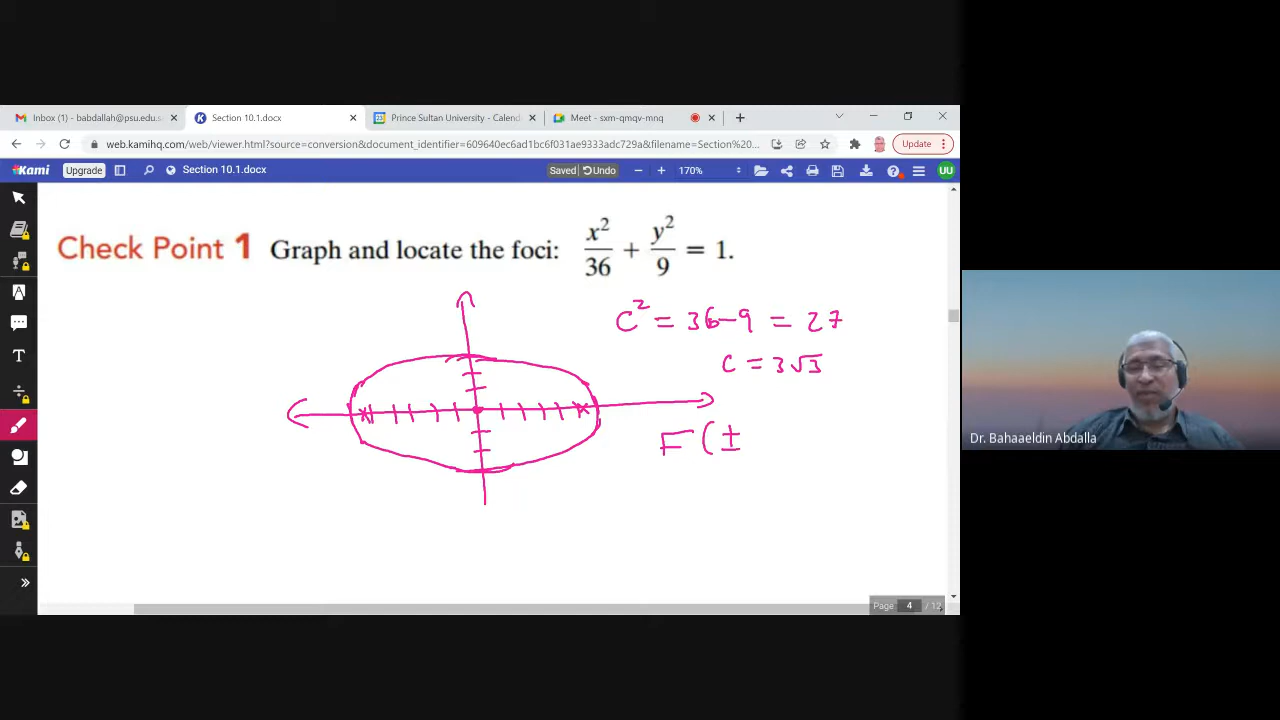 Inbox (1) - babdallah@psu.edu.s
Section 10.1.docx
Prince Sultan University - Calend
Meet - sxm-qmqv-mnq
web.kamihq.com/web/viewer.html?source=conversion&document_identifier=609640ec6ad1bc6f031ae9333adc729a&filename=Section%20...
Update
Kami
Upgrade
Section 10.1.docx
Saved Undo
170%
UU
Check Point 1 Graph and locate the foci: x²/36 + y²/9 = 1.
c² = 36-9 = 27
c = 3√3
F(±
Dr. Bahaaeldin Abdalla
Page 4 / 12